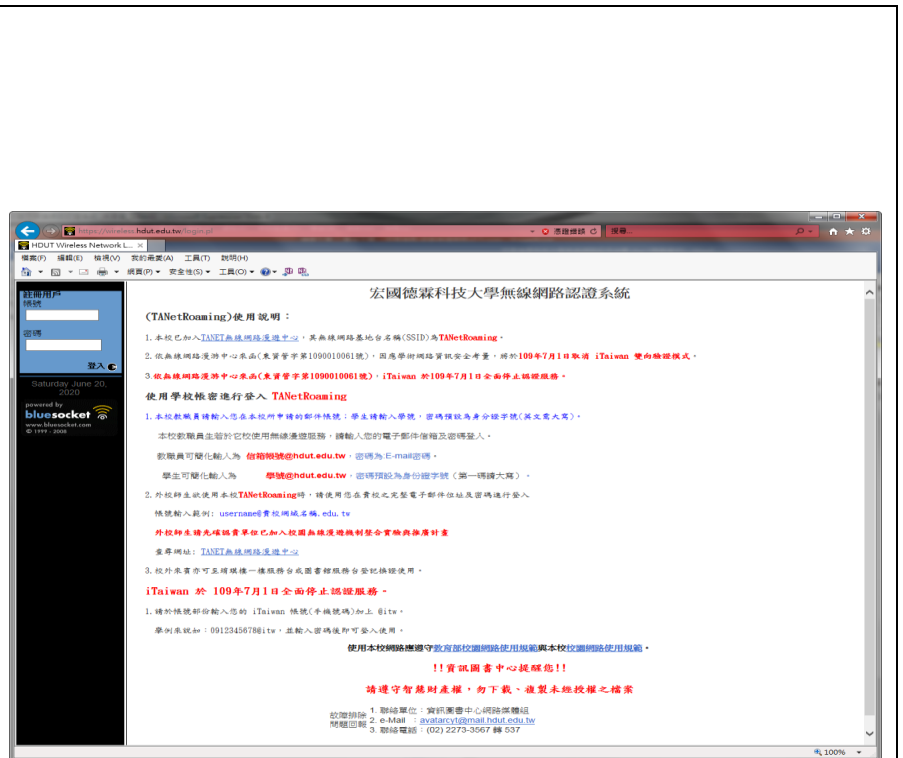 https://wireless.hdut.edu.tw/login.pl
憑證錯誤
搜尋...
HDUT Wireless Network L...
檔案(F) 編輯(E) 檢視(V) 我的最愛(A) 工具(T) 說明(H)
網頁(P) 安全性(S) 工具(O)
註冊用戶
帳號
密碼
登入
Saturday June 20, 2020
powered by
bluesocket
www.bluesocket.com
© 1999 - 2008
宏國德霖科技大學無線網路認證系統
(TANetRoaming)使用說明：
1. 本校已加入TANET無線網路漫遊中心，其無線網路基地台名稱(SSID)為TANetRoaming。
2. 依無線網路漫游中心來函(東資管字第1090010061號)，因應學術網路資訊安全考量，將於109年7月1日取消 iTaiwan 雙向驗證模式。
3.依無線網路漫游中心來函(東資管字第1090010061號)，iTaiwan 於109年7月1日全面停止認證服務。
使用學校帳密進行登入 TANetRoaming
1. 本校教職員請輸入您在本校所申請的郵件帳號；學生請輸入學號，密碼預設為身分證字號(英文需大寫)。
本校教職員生若於它校使用無線漫遊服務，請輸入您的電子郵件信箱及密碼登入。
教職員可簡化輸入為 信箱帳號@hdut.edu.tw，密碼為 E-mail密碼。
學生可簡化輸入為 學號@hdut.edu.tw，密碼預設為身份證字號（第一碼請大寫）。
2. 外校師生欲使用本校TANetRoaming時，請使用您在貴校之完整電子郵件位址及密碼進行登入
帳號輸入範例: username@貴校網域名稱.edu.tw
外校師生請先確認貴單位已加入校園無線漫遊機制整合實驗與推廣計畫
查尋網址: TANET無線網路漫遊中心
3. 校外來賓亦可至綺琪樓一樓服務台或圖書館服務台登記換證使用。
iTaiwan 於 109年7月1日全面停止認證服務。
1. 請於帳號部份輸入您的 iTaiwan 帳號(手機號碼)加上 @itw。
舉例來說如：0912345678@itw，並輸入密碼後即可登入使用。
使用本校網路應遵守教育部校園網路使用規範與本校校園網路使用規範。
!!資訊圖書中心提醒您!!
請遵守智慧財產權，勿下載、複製未經授權之檔案
故障排除
問題回報
1. 聯絡單位：資訊圖書中心網路媒體組
2. e-Mail ：avatarcyt@mail.hdut.edu.tw
3. 聯絡電話：(02) 2273-3567 轉 537
100%